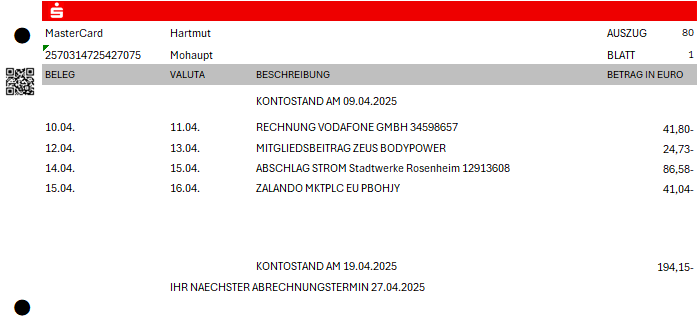 MasterCard Hartmut AUSZUG 80
2570314725427075 Mohaupt BLATT 1
BELEG VALUTA BESCHREIBUNG BETRAG IN EURO
KONTOSTAND AM 09.04.2025
10.04. 11.04. RECHNUNG VODAFONE GMBH 34598657 41,80-
12.04. 13.04. MITGLIEDSBEITRAG ZEUS BODYPOWER 24,73-
14.04. 15.04. ABSCHLAG STROM Stadtwerke Rosenheim 12913608 86,58-
15.04. 16.04. ZALANDO MKTPLC EU PBOHJY 41,04-
KONTOSTAND AM 19.04.2025 194,15-
IHR NAECHSTER ABRECHNUNGSTERMIN 27.04.2025